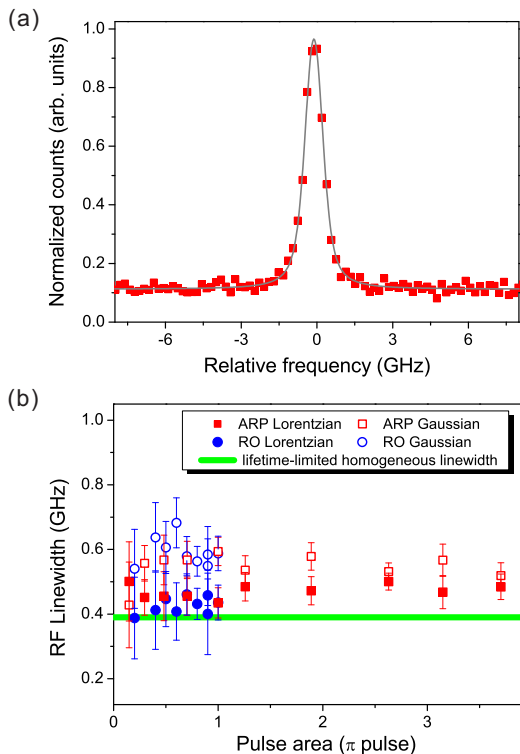 (a)
1.0
0.8
0.6
0.4
0.2
0.0
Normalized counts (arb. units)
-6 -3 0 3 6
Relative frequency (GHz)
(b)
1.0
0.8
0.6
0.4
0.2
RF Linewidth (GHz)
ARP Lorentzian ARP Gaussian
RO Lorentzian RO Gaussian
lifetime-limited homogeneous linewidth
0 1 2 3
Pulse area (π pulse)